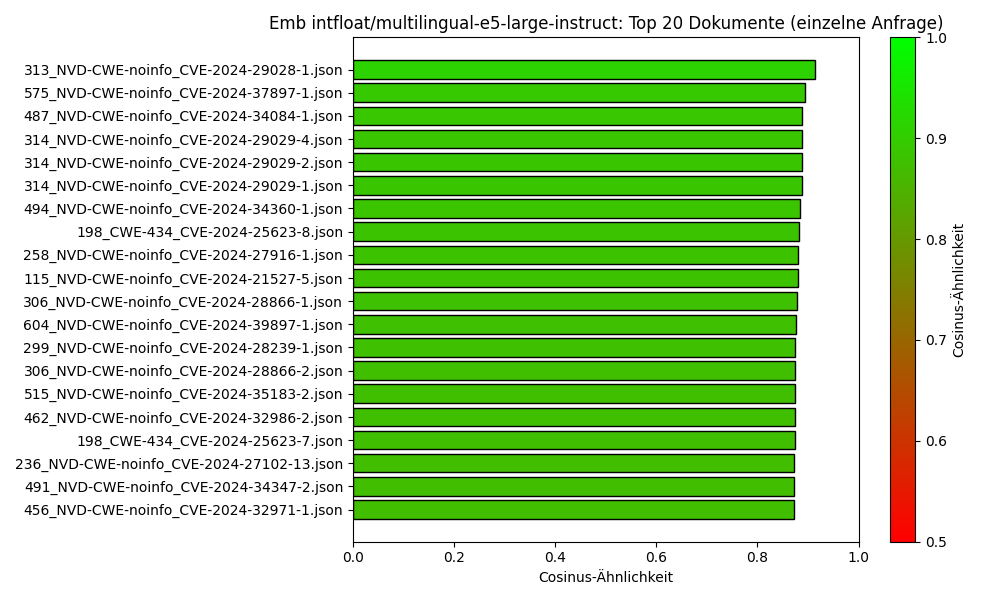 Emb intfloat/multilingual-e5-large-instruct: Top 20 Dokumente (einzelne Anfrage)
313_NVD-CWE-noinfo_CVE-2024-29028-1.json
575_NVD-CWE-noinfo_CVE-2024-37897-1.json
487_NVD-CWE-noinfo_CVE-2024-34084-1.json
314_NVD-CWE-noinfo_CVE-2024-29029-4.json
314_NVD-CWE-noinfo_CVE-2024-29029-2.json
314_NVD-CWE-noinfo_CVE-2024-29029-1.json
494_NVD-CWE-noinfo_CVE-2024-34360-1.json
198_CWE-434_CVE-2024-25623-8.json
258_NVD-CWE-noinfo_CVE-2024-27916-1.json
115_NVD-CWE-noinfo_CVE-2024-21527-5.json
306_NVD-CWE-noinfo_CVE-2024-28866-1.json
604_NVD-CWE-noinfo_CVE-2024-39897-1.json
299_NVD-CWE-noinfo_CVE-2024-28239-1.json
306_NVD-CWE-noinfo_CVE-2024-28866-2.json
515_NVD-CWE-noinfo_CVE-2024-35183-2.json
462_NVD-CWE-noinfo_CVE-2024-32986-2.json
198_CWE-434_CVE-2024-25623-7.json
236_NVD-CWE-noinfo_CVE-2024-27102-13.json
491_NVD-CWE-noinfo_CVE-2024-34347-2.json
456_NVD-CWE-noinfo_CVE-2024-32971-1.json
0.0 0.2 0.4 0.6 0.8 1.0
Cosinus-Ähnlichkeit
1.0
0.9
0.8
0.7
0.6
0.5
Cosinus-Ähnlichkeit